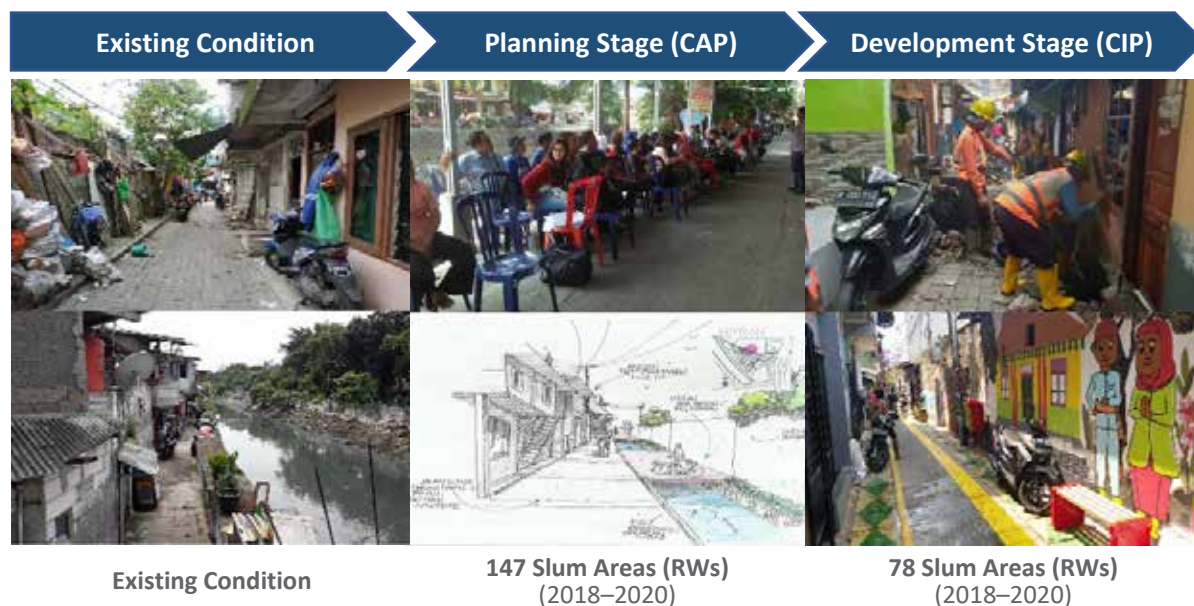 Existing Condition
Planning Stage (CAP)
Development Stage (CIP)
Existing Condition
147 Slum Areas (RWs)
(2018–2020)
78 Slum Areas (RWs)
(2018–2020)